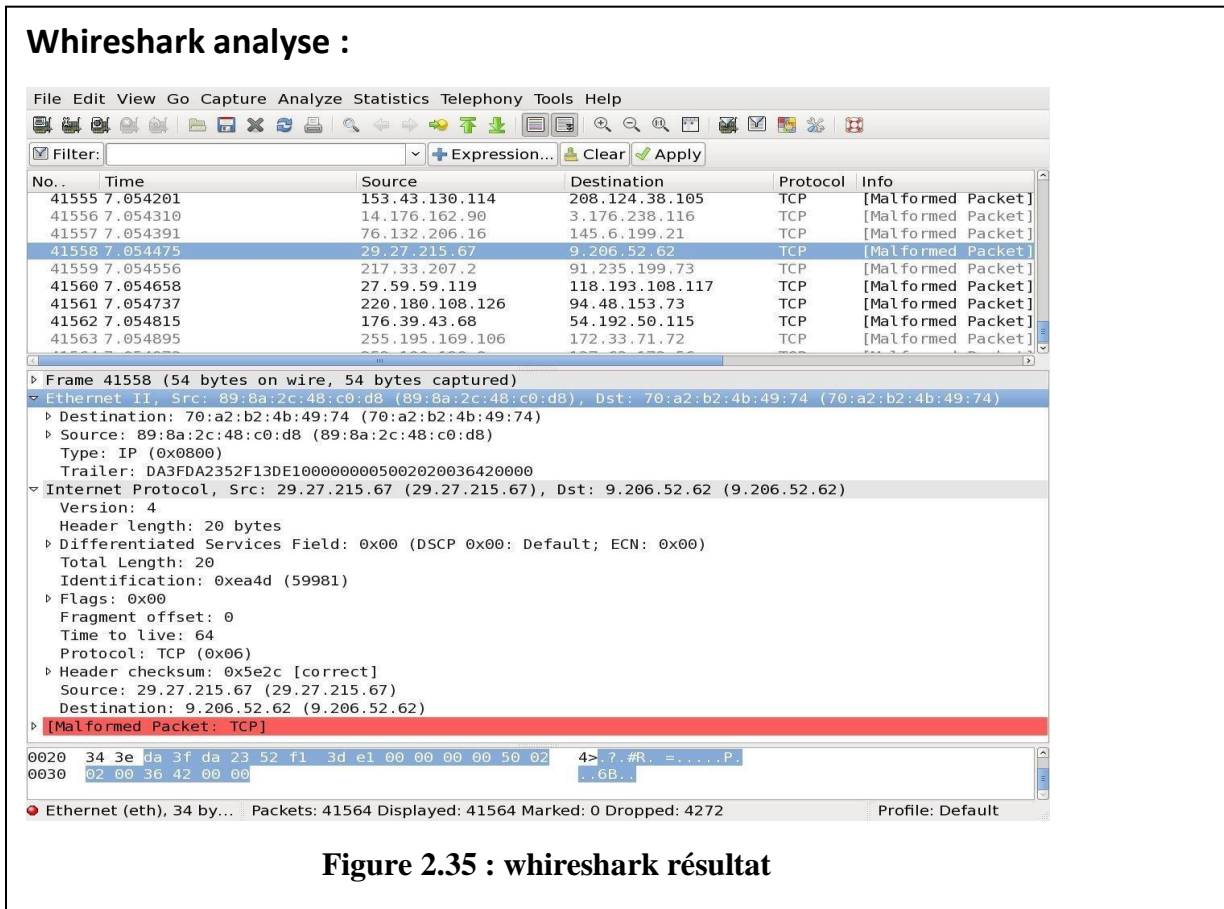 Whireshark analyse :
File Edit View Go Capture Analyze Statistics Telephony Tools Help
Filter: Expression... Clear Apply
No.. Time Source Destination Protocol Info
41555 7.054201 153.43.130.114 208.124.38.105 TCP [Malformed Packet]
41556 7.054310 14.176.162.90 3.176.238.116 TCP [Malformed Packet]
41557 7.054391 76.132.206.16 145.6.199.21 TCP [Malformed Packet]
41558 7.054475 29.27.215.67 9.206.52.62 TCP [Malformed Packet]
41559 7.054556 217.33.207.2 91.235.199.73 TCP [Malformed Packet]
41560 7.054658 27.59.59.119 118.193.108.117 TCP [Malformed Packet]
41561 7.054737 220.180.108.126 94.48.153.73 TCP [Malformed Packet]
41562 7.054815 176.39.43.68 54.192.50.115 TCP [Malformed Packet]
41563 7.054895 255.195.169.106 172.33.71.72 TCP [Malformed Packet]
Frame 41558 (54 bytes on wire, 54 bytes captured)
Ethernet II, Src: 89:8a:2c:48:c0:d8 (89:8a:2c:48:c0:d8), Dst: 70:a2:b2:4b:49:74 (70:a2:b2:4b:49:74)
Destination: 70:a2:b2:4b:49:74 (70:a2:b2:4b:49:74)
Source: 89:8a:2c:48:c0:d8 (89:8a:2c:48:c0:d8)
Type: IP (0x0800)
Trailer: DA3FDA2352F13DE1000000005002020036420000
Internet Protocol, Src: 29.27.215.67 (29.27.215.67), Dst: 9.206.52.62 (9.206.52.62)
Version: 4
Header length: 20 bytes
Differentiated Services Field: 0x00 (DSCP 0x00: Default; ECN: 0x00)
Total Length: 20
Identification: 0xea4d (59981)
Flags: 0x00
Fragment offset: 0
Time to live: 64
Protocol: TCP (0x06)
Header checksum: 0x5e2c [correct]
Source: 29.27.215.67 (29.27.215.67)
Destination: 9.206.52.62 (9.206.52.62)
[Malformed Packet: TCP]
0020 34 3e da 3f da 23 52 f1 3d e1 00 00 00 00 50 02 4>.?.#R. =.....P.
0030 02 00 36 42 00 00 ..6B..
Ethernet (eth), 34 by... Packets: 41564 Displayed: 41564 Marked: 0 Dropped: 4272 Profile: Default
Figure 2.35 : whireshark résultat